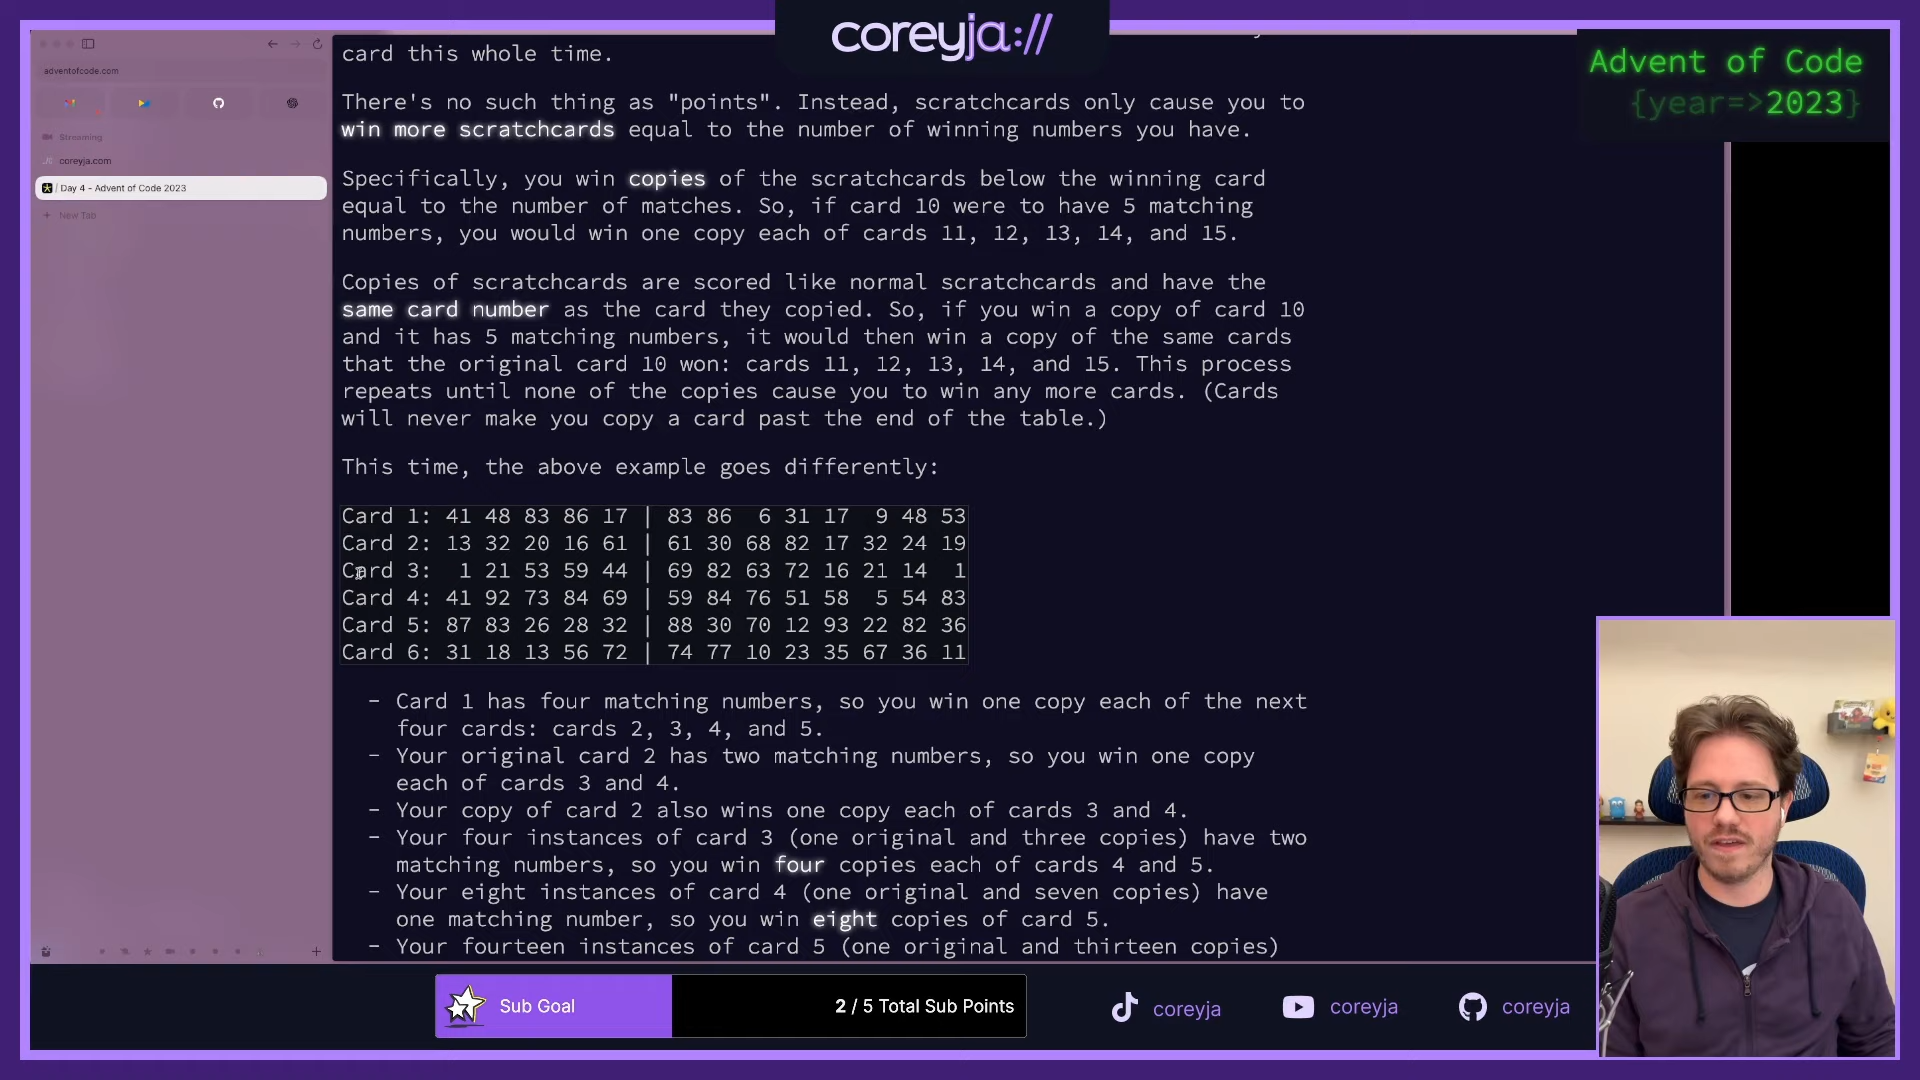 coreyja://
Advent of Code
{year=>2023}
adventofcode.com
Streaming
coreyja.com
Day 4 - Advent of Code 2023
New Tab
card this whole time.
There's no such thing as "points". Instead, scratchcards only cause you to
win more scratchcards equal to the number of winning numbers you have.
Specifically, you win copies of the scratchcards below the winning card
equal to the number of matches. So, if card 10 were to have 5 matching
numbers, you would win one copy each of cards 11, 12, 13, 14, and 15.
Copies of scratchcards are scored like normal scratchcards and have the
same card number as the card they copied. So, if you win a copy of card 10
and it has 5 matching numbers, it would then win a copy of the same cards
that the original card 10 won: cards 11, 12, 13, 14, and 15. This process
repeats until none of the copies cause you to win any more cards. (Cards
will never make you copy a card past the end of the table.)
This time, the above example goes differently:
Card 1: 41 48 83 86 17 | 83 86  6 31 17  9 48 53
Card 2: 13 32 20 16 61 | 61 30 68 82 17 32 24 19
Card 3:  1 21 53 59 44 | 69 82 63 72 16 21 14  1
Card 4: 41 92 73 84 69 | 59 84 76 51 58  5 54 83
Card 5: 87 83 26 28 32 | 88 30 70 12 93 22 82 36
Card 6: 31 18 13 56 72 | 74 77 10 23 35 67 36 11
- Card 1 has four matching numbers, so you win one copy each of the next
four cards: cards 2, 3, 4, and 5.
- Your original card 2 has two matching numbers, so you win one copy
each of cards 3 and 4.
- Your copy of card 2 also wins one copy each of cards 3 and 4.
- Your four instances of card 3 (one original and three copies) have two
matching numbers, so you win four copies each of cards 4 and 5.
- Your eight instances of card 4 (one original and seven copies) have
one matching number, so you win eight copies of card 5.
- Your fourteen instances of card 5 (one original and thirteen copies)
Sub Goal
2 / 5 Total Sub Points
coreyja
coreyja
coreyja